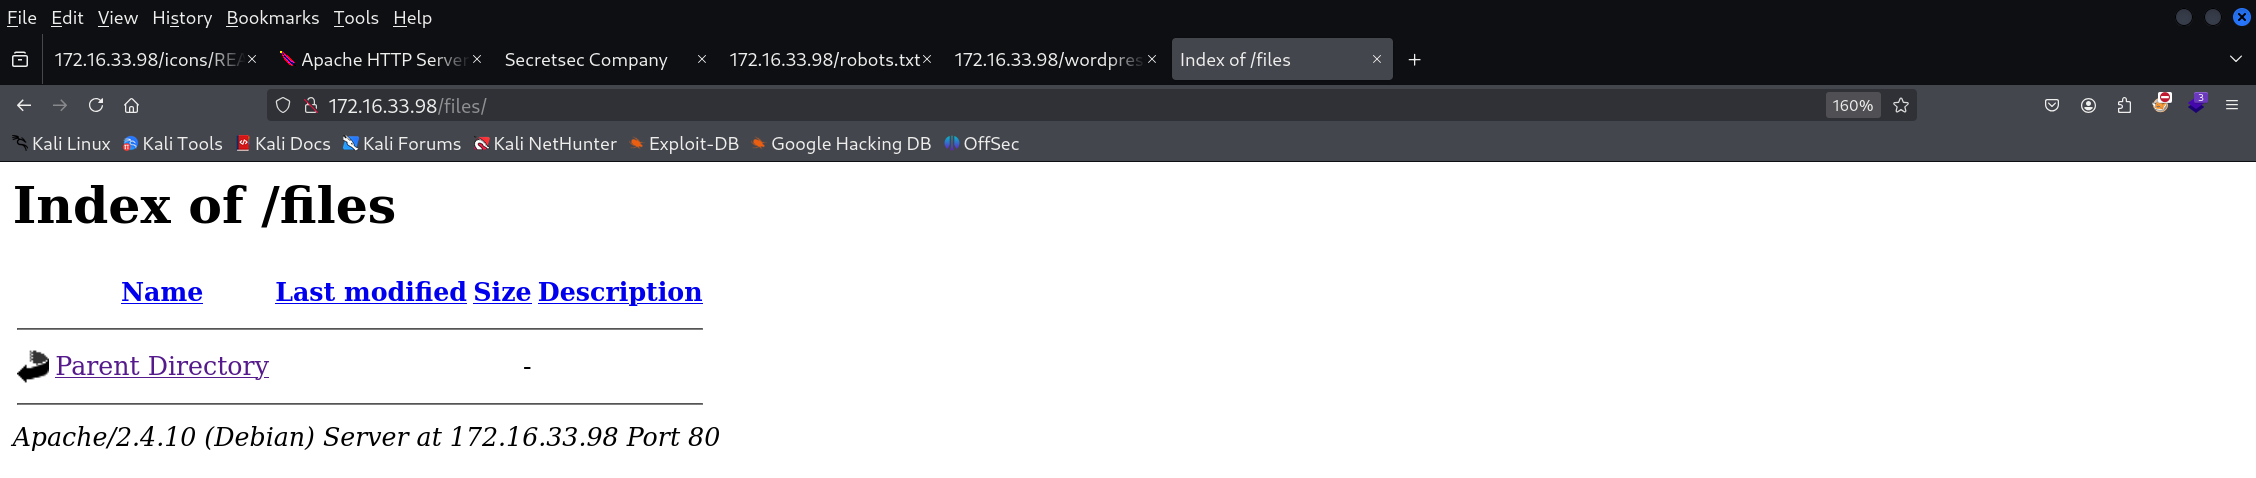 File Edit View History Bookmarks Tools Help
172.16.33.98/icons/REA Apache HTTP Server Secretsec Company 172.16.33.98/robots.txt 172.16.33.98/wordpres Index of /files
172.16.33.98/files/ 160% 3
Kali Linux Kali Tools Kali Docs Kali Forums Kali NetHunter Exploit-DB Google Hacking DB OffSec
Index of /files
Name Last modified Size Description
Parent Directory -
Apache/2.4.10 (Debian) Server at 172.16.33.98 Port 80